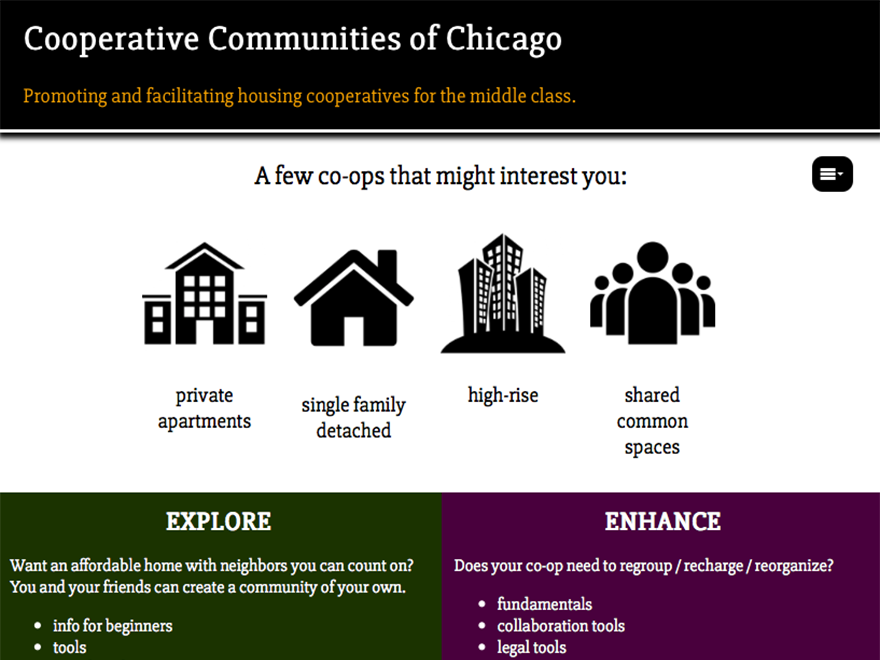 Cooperative Communities of Chicago
Promoting and facilitating housing cooperatives for the middle class.
A few co-ops that might interest you:
private
apartments
single family
detached
high-rise
shared
common
spaces
EXPLORE
Want an affordable home with neighbors you can count on?
You and your friends can create a community of your own.
• info for beginners
• tools
ENHANCE
Does your co-op need to regroup / recharge / reorganize?
• fundamentals
• collaboration tools
• legal tools